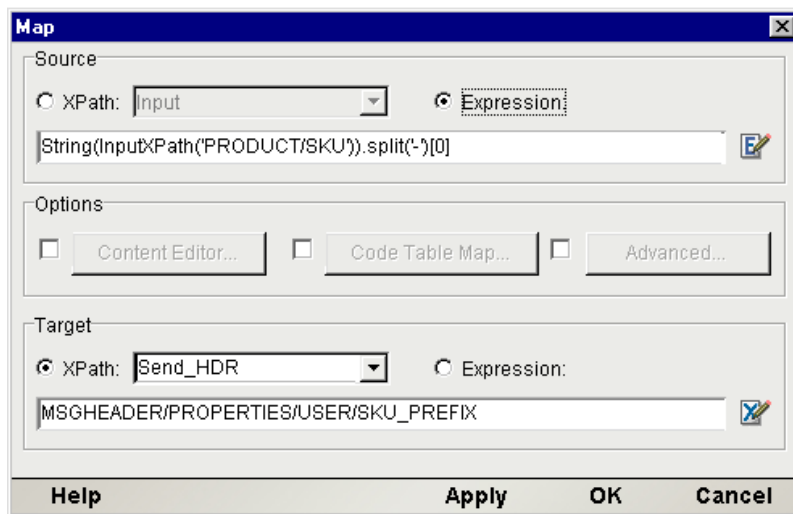 Map
Source
XPath: Input Expression:
String(InputXPath('PRODUCT/SKU')).split('-')[0]
Options
Content Editor... Code Table Map... Advanced...
Target
XPath: Send_HDR Expression:
MSGHEADER/PROPERTIES/USER/SKU_PREFIX
Help Apply OK Cancel